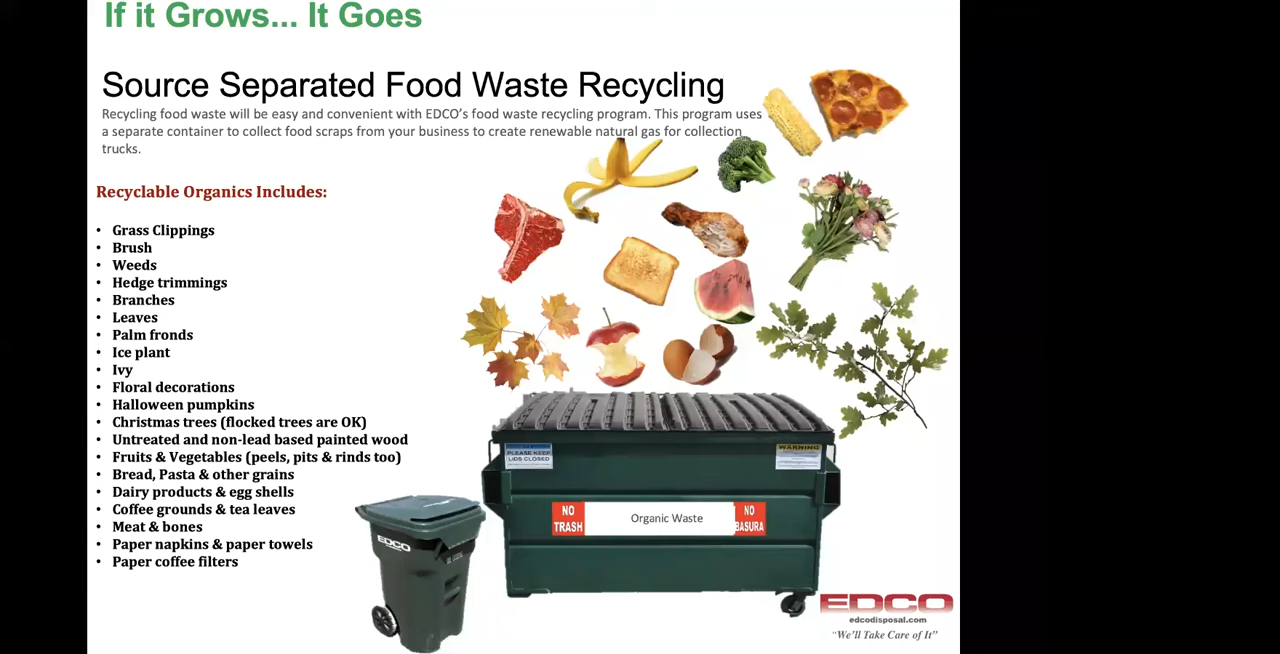 If it Grows... It Goes
Source Separated Food Waste Recycling
Recycling food waste will be easy and convenient with EDCO's food waste recycling program. This program uses
a separate container to collect food scraps from your business to create renewable natural gas for collection
trucks.
Recyclable Organics Includes:
• Grass Clippings
• Brush
• Weeds
• Hedge trimmings
• Branches
• Leaves
• Palm fronds
• Ice plant
• Ivy
• Floral decorations
• Halloween pumpkins
• Christmas trees (flocked trees are OK)
• Untreated and non-lead based painted wood
• Fruits & Vegetables (peels, pits & rinds too)
• Bread, Pasta & other grains
• Dairy products & egg shells
• Coffee grounds & tea leaves
• Meat & bones
• Paper napkins & paper towels
• Paper coffee filters
PLEASE KEEP
LIDS CLOSED
WARNING
NO
TRASH
Organic Waste
NO
BASURA
EDCO
EDCO
edcodisposal.com
"We'll Take Care of It"